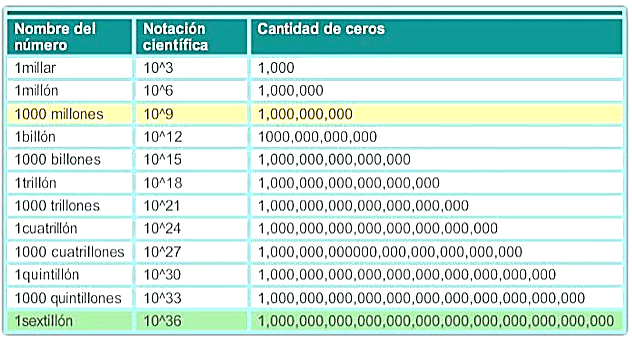 Nombre del número	Notación científica	Cantidad de ceros
1millar	10^3	1,000
1millón	10^6	1,000,000
1000 millones	10^9	1,000,000,000
1billón	10^12	1000,000,000,000
1000 billones	10^15	1,000,000,000,000,000
1trillón	10^18	1,000,000,000,000,000,000
1000 trillones	10^21	1,000,000,000,000,000,000,000
1cuatrillón	10^24	1,000,000,000,000,000,000,000,000
1000 cuatrillones	10^27	1,000,000,000000,000,000,000,000,000
1quintillón	10^30	1,000,000,000,000,000,000,000,000,000,000
1000 quintillones	10^33	1,000,000,000,000,000,000,000,000,000,000,000
1sextillón	10^36	1,000,000,000,000,000,000,000,000,000,000,000,000